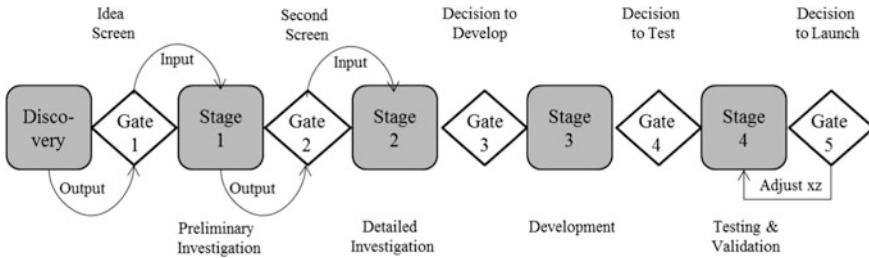 Idea
Screen
Second
Screen
Decision to
Develop
Decision
to Test
Decision
to Launch
Input
Input
Disco-
very
Gate
1
Stage
1
Gate
2
Stage
2
Gate
3
Stage
3
Gate
4
Stage
4
Gate
5
Output
Output
Adjust xz
Preliminary
Investigation
Detailed
Investigation
Development
Testing &
Validation